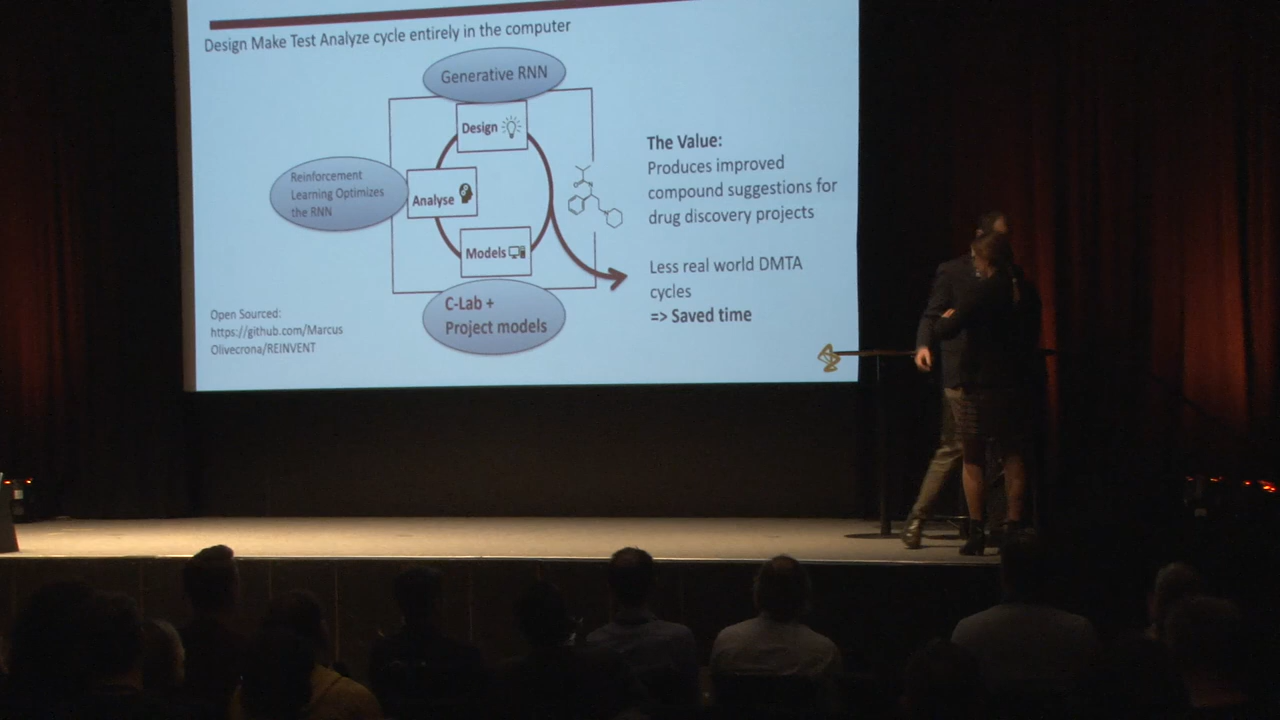 Design Make Test Analyze cycle entirely in the computer
Generative RNN
Design
Reinforcement
Learning Optimizes
the RNN
Analyse
Models
C-Lab +
Project models
The Value:
Produces improved
compound suggestions for
drug discovery projects
Less real world DMTA
cycles
=> Saved time
Open Sourced:
https://github.com/Marcus
Olivecrona/REINVENT